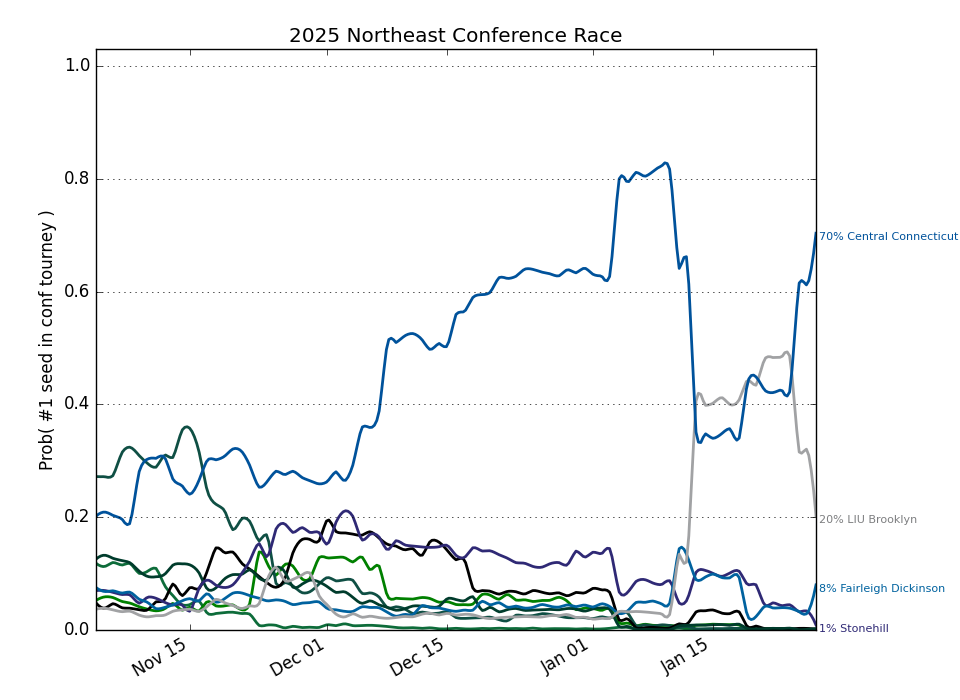 2025 Northeast Conference Race
Prob( #1 seed in conf tourney )
1.0
0.8
0.6
0.4
0.2
0.0
70% Central Connecticut
20% LIU Brooklyn
8% Fairleigh Dickinson
1% Stonehill
Nov 15
Dec 01
Dec 15
Jan 01
Jan 15